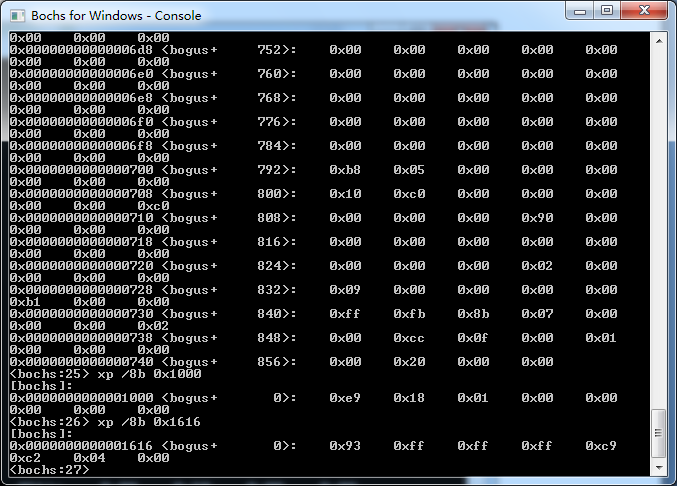 Bochs for Windows - Console
0x00 0x00 0x00
0x00000000000006d8 <bogus+ 752>: 0x00 0x00 0x00 0x00 0x00
0x00 0x00 0x00
0x00000000000006e0 <bogus+ 760>: 0x00 0x00 0x00 0x00 0x00
0x00 0x00 0x00
0x00000000000006e8 <bogus+ 768>: 0x00 0x00 0x00 0x00 0x00
0x00 0x00 0x00
0x00000000000006f0 <bogus+ 776>: 0x00 0x00 0x00 0x00 0x00
0x00 0x00 0x00
0x00000000000006f8 <bogus+ 784>: 0x00 0x00 0x00 0x00 0x00
0x00 0x00 0x00
0x0000000000000700 <bogus+ 792>: 0xb8 0x05 0x00 0x00 0x00
0x00 0x00 0x00
0x0000000000000708 <bogus+ 800>: 0x10 0xc0 0x00 0x00 0x00
0x00 0x00 0xc0
0x0000000000000710 <bogus+ 808>: 0x00 0x00 0x00 0x90 0x00
0x00 0x00 0x00
0x0000000000000718 <bogus+ 816>: 0x00 0x00 0x00 0x00 0x00
0x00 0x00 0x00
0x0000000000000720 <bogus+ 824>: 0x00 0x00 0x00 0x02 0x00
0x00 0x00 0x00
0x0000000000000728 <bogus+ 832>: 0x09 0x00 0x00 0x00 0x00
0xb1 0x00 0x00
0x0000000000000730 <bogus+ 840>: 0xff 0xfb 0x8b 0x07 0x00
0x00 0x00 0x02
0x0000000000000738 <bogus+ 848>: 0x00 0xcc 0x0f 0x00 0x01
0x00 0x00 0x00
0x0000000000000740 <bogus+ 856>: 0x00 0x20 0x00 0x00
<bochs:25> xp /8b 0x1000
[bochs]:
0x0000000000001000 <bogus+ 0>: 0xe9 0x18 0x01 0x00 0x00
0x00 0x00 0x00
<bochs:26> xp /8b 0x1616
[bochs]:
0x0000000000001616 <bogus+ 0>: 0x93 0xff 0xff 0xff 0xc9
0xc2 0x04 0x00
<bochs:27>